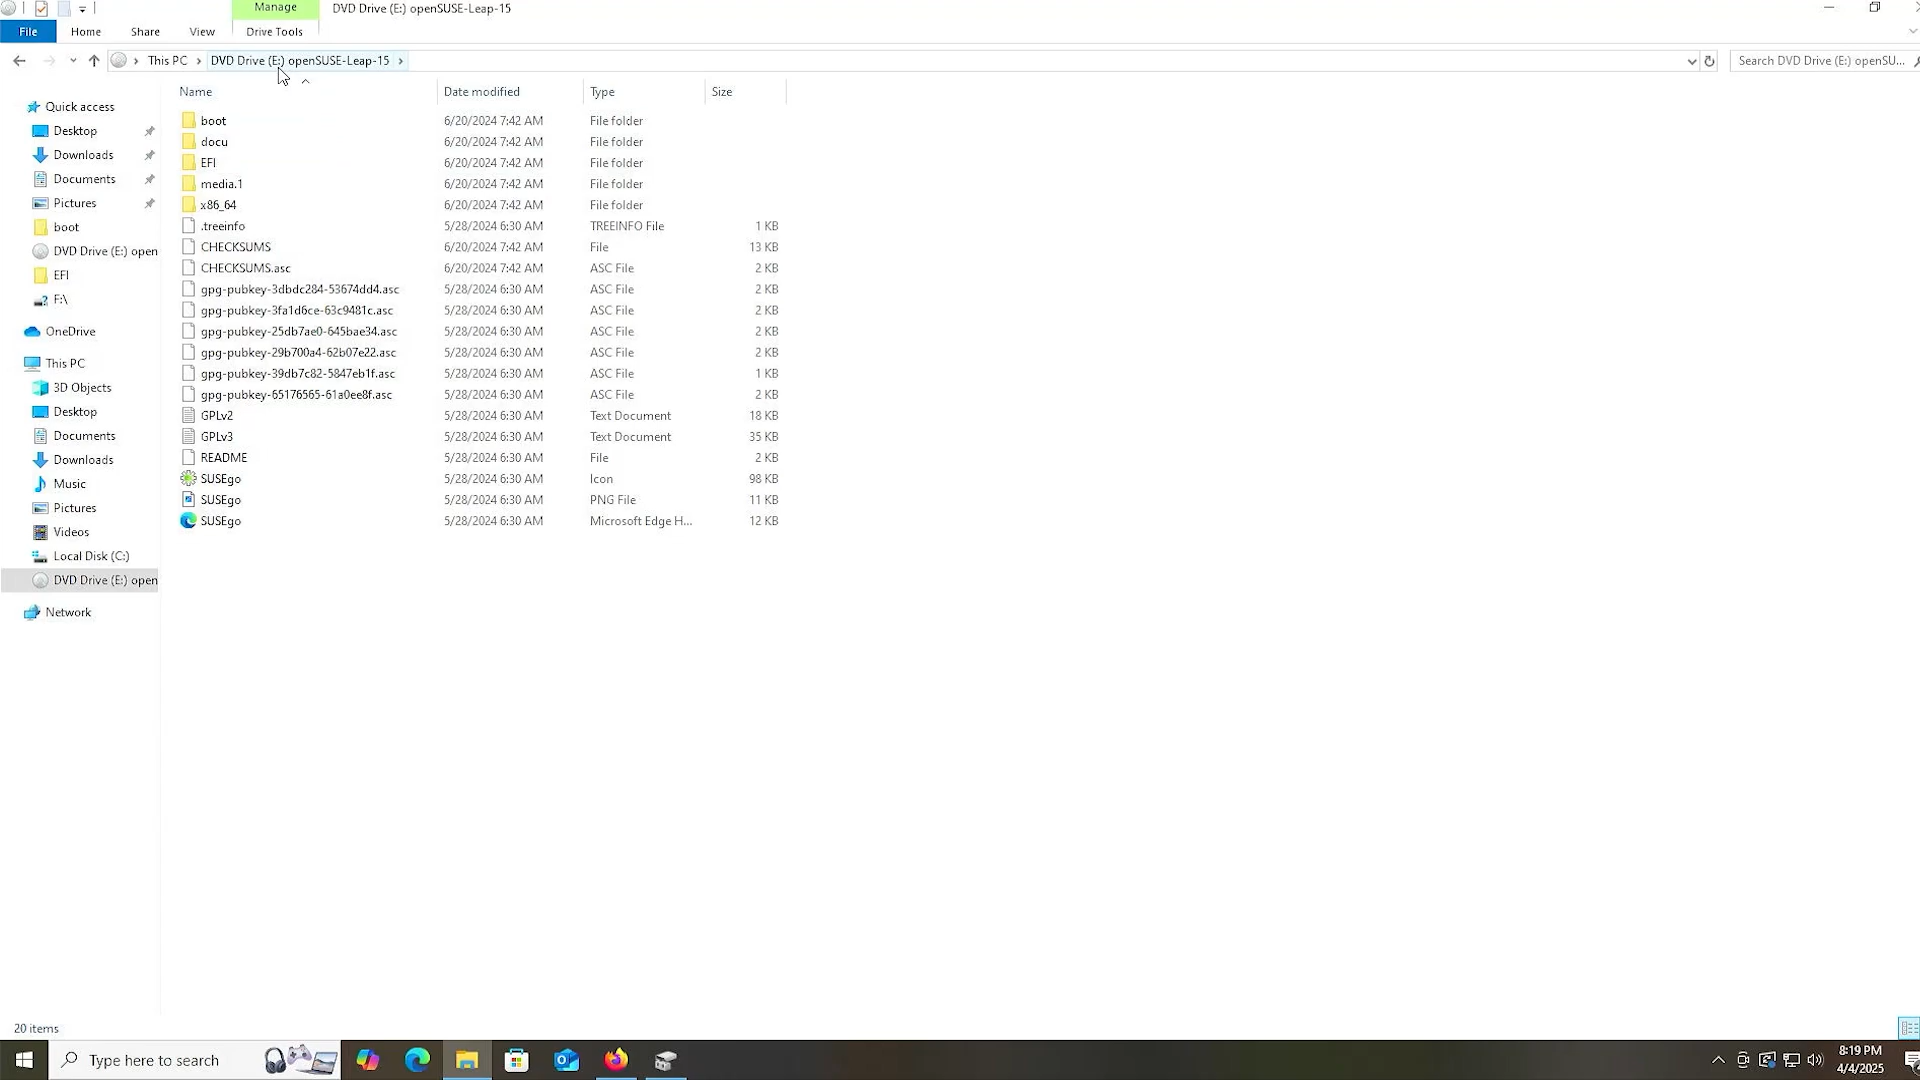 Manage
DVD Drive (E:) openSUSE-Leap-15
File
Home
Share
View
Drive Tools
This PC
DVD Drive (E:) openSUSE-Leap-15
Search DVD Drive (E:) openSU...
Name
Date modified
Type
Size
Quick access
Desktop
Downloads
Documents
Pictures
boot
DVD Drive (E:) open
EFI
F:\
OneDrive
This PC
3D Objects
Desktop
Documents
Downloads
Music
Pictures
Videos
Local Disk (C:)
DVD Drive (E:) open
Network
boot 6/20/2024 7:42 AM File folder
docu 6/20/2024 7:42 AM File folder
EFI 6/20/2024 7:42 AM File folder
media.1 6/20/2024 7:42 AM File folder
x86_64 6/20/2024 7:42 AM File folder
.treeinfo 5/28/2024 6:30 AM TREEINFO File 1 KB
CHECKSUMS 6/20/2024 7:42 AM File 13 KB
CHECKSUMS.asc 6/20/2024 7:42 AM ASC File 2 KB
gpg-pubkey-3dbdc284-53674dd4.asc 5/28/2024 6:30 AM ASC File 2 KB
gpg-pubkey-3fa1d6ce-63c9481c.asc 5/28/2024 6:30 AM ASC File 2 KB
gpg-pubkey-25db7ae0-645bae34.asc 5/28/2024 6:30 AM ASC File 2 KB
gpg-pubkey-29b700a4-62b07e22.asc 5/28/2024 6:30 AM ASC File 2 KB
gpg-pubkey-39db7c82-5847eb1f.asc 5/28/2024 6:30 AM ASC File 1 KB
gpg-pubkey-65176565-61a0ee8f.asc 5/28/2024 6:30 AM ASC File 2 KB
GPLv2 5/28/2024 6:30 AM Text Document 18 KB
GPLv3 5/28/2024 6:30 AM Text Document 35 KB
README 5/28/2024 6:30 AM File 2 KB
SUSEgo 5/28/2024 6:30 AM Icon 98 KB
SUSEgo 5/28/2024 6:30 AM PNG File 11 KB
SUSEgo 5/28/2024 6:30 AM Microsoft Edge H... 12 KB
20 items
Type here to search
8:19 PM
4/4/2025